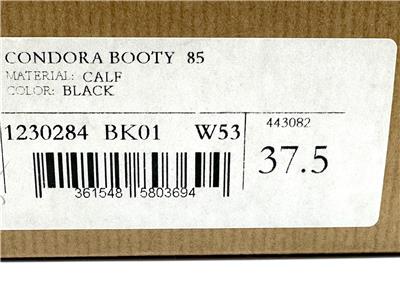 CONDORA BOOTY 85
MATERIAL: CALF
COLOR: BLACK
1230284 BK01 W53
443082
37.5
361548 5803694